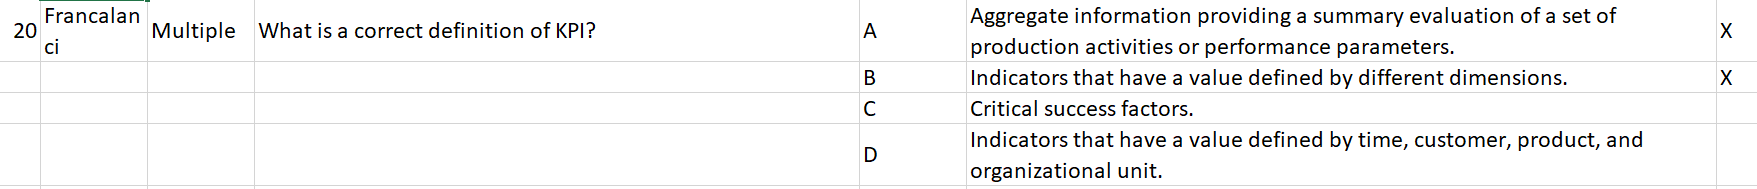 20 Francalan
ci Multiple What is a correct definition of KPI? A Aggregate information providing a summary evaluation of a set of
production activities or performance parameters. X
B Indicators that have a value defined by different dimensions. X
C Critical success factors.
D Indicators that have a value defined by time, customer, product, and
organizational unit.